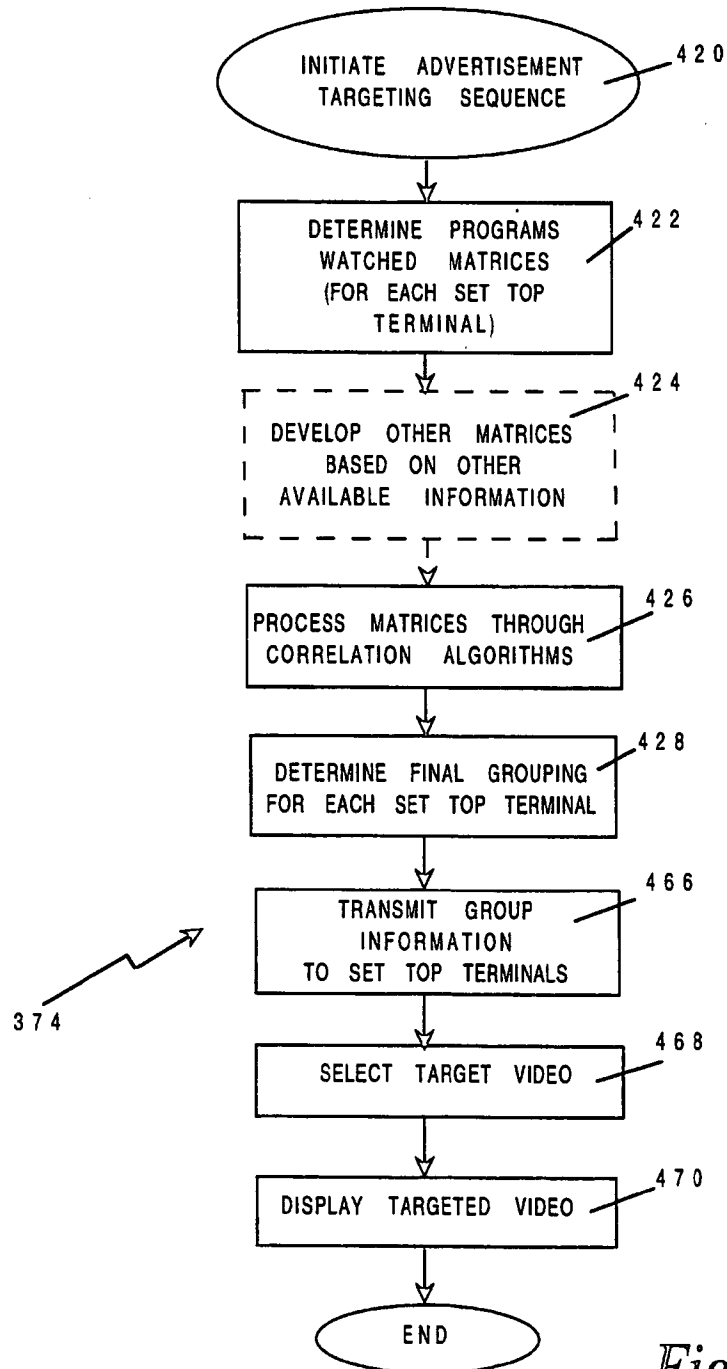 INITIATE ADVERTISEMENT
TARGETING SEQUENCE
420
DETERMINE PROGRAMS
WATCHED MATRICES
(FOR EACH SET TOP
TERMINAL)
422
424
DEVELOP OTHER MATRICES
BASED ON OTHER
AVAILABLE INFORMATION
426
PROCESS MATRICES THROUGH
CORRELATION ALGORITHMS
428
DETERMINE FINAL GROUPING
FOR EACH SET TOP TERMINAL
466
TRANSMIT GROUP
INFORMATION
TO SET TOP TERMINALS
374
468
SELECT TARGET VIDEO
470
DISPLAY TARGETED VIDEO
END
Fig